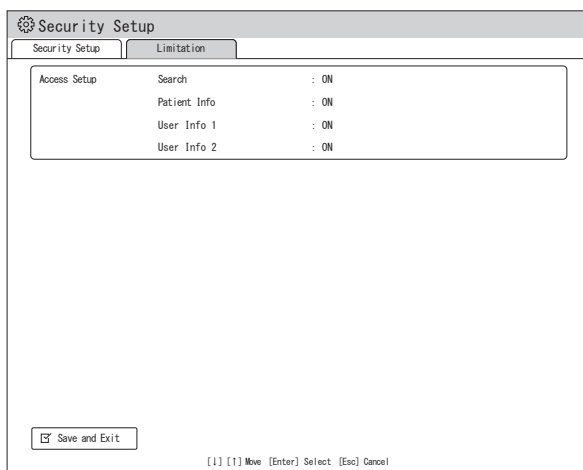 Security Setup
Security Setup Limitation
Access Setup Search : ON
Patient Info : ON
User Info 1 : ON
User Info 2 : ON
Save and Exit
[↓] [↑] Move [Enter] Select [Esc] Cancel